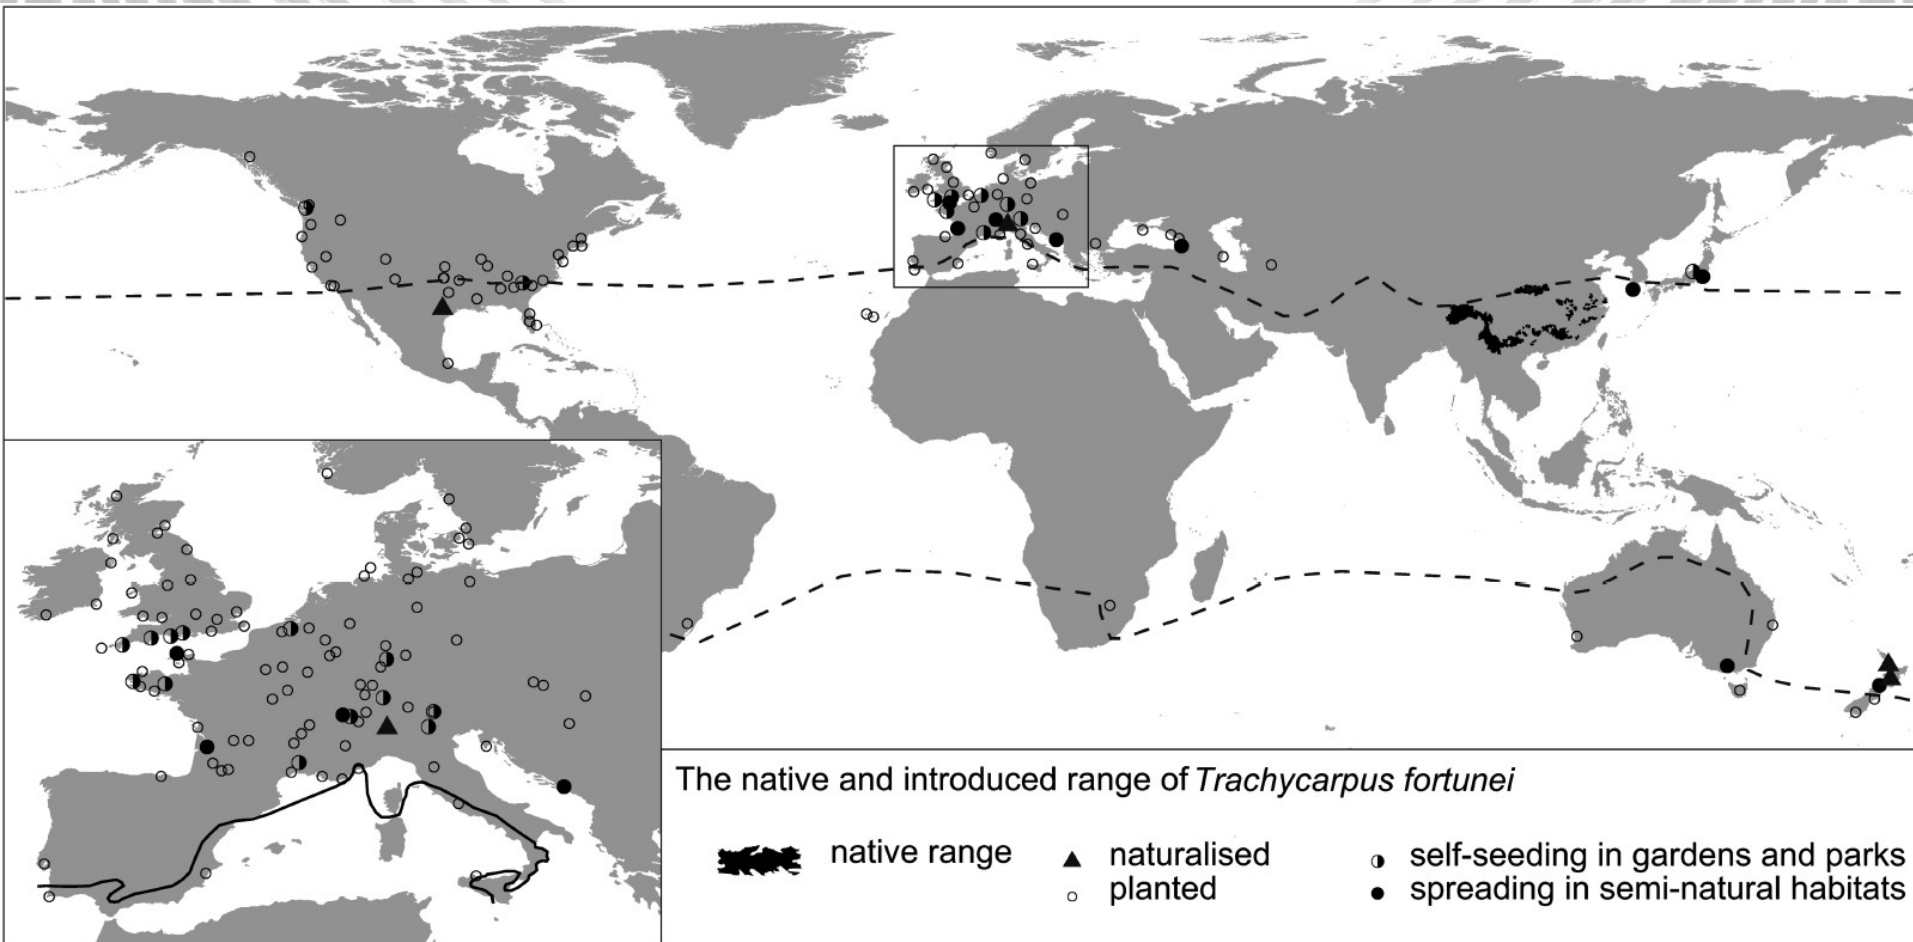 The native and introduced range of Trachycarpus fortunei
native range
naturalised
planted
self-seeding in gardens and parks
spreading in semi-natural habitats